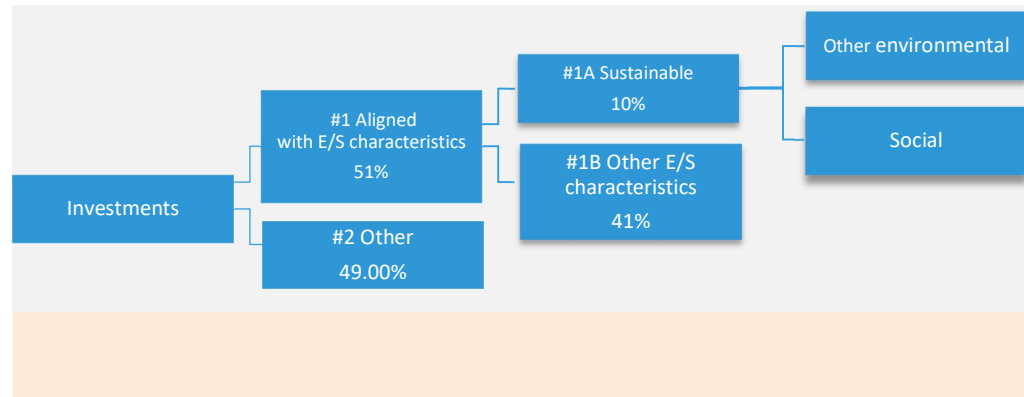 Investments
#1 Aligned
with E/S characteristics
51%
#2 Other
49.00%
#1A Sustainable
10%
#1B Other E/S
characteristics
41%
Other environmental
Social